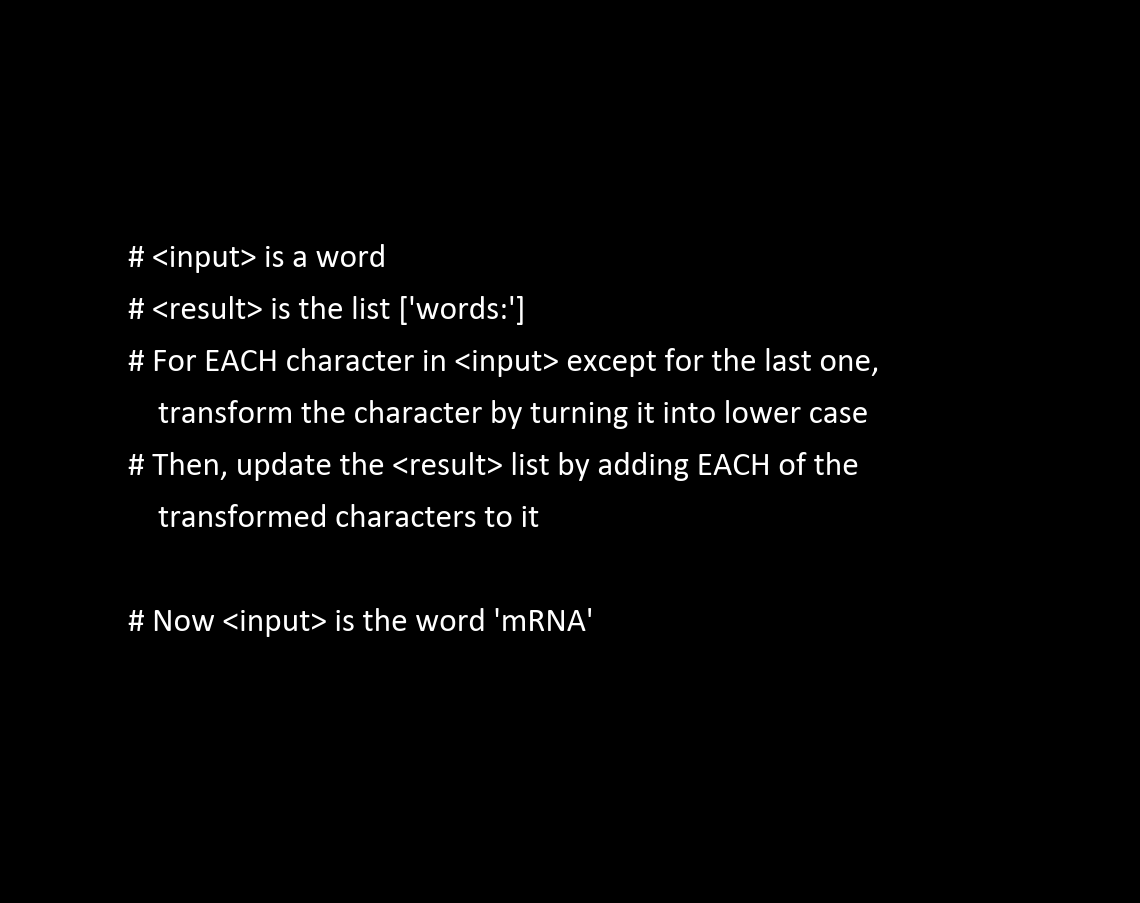 # <input> is a word
# <result> is the list ['words:']
# For EACH character in <input> except for the last one,
transform the character by turning it into lower case
# Then, update the <result> list by adding EACH of the
transformed characters to it
# Now <input> is the word 'mRNA'